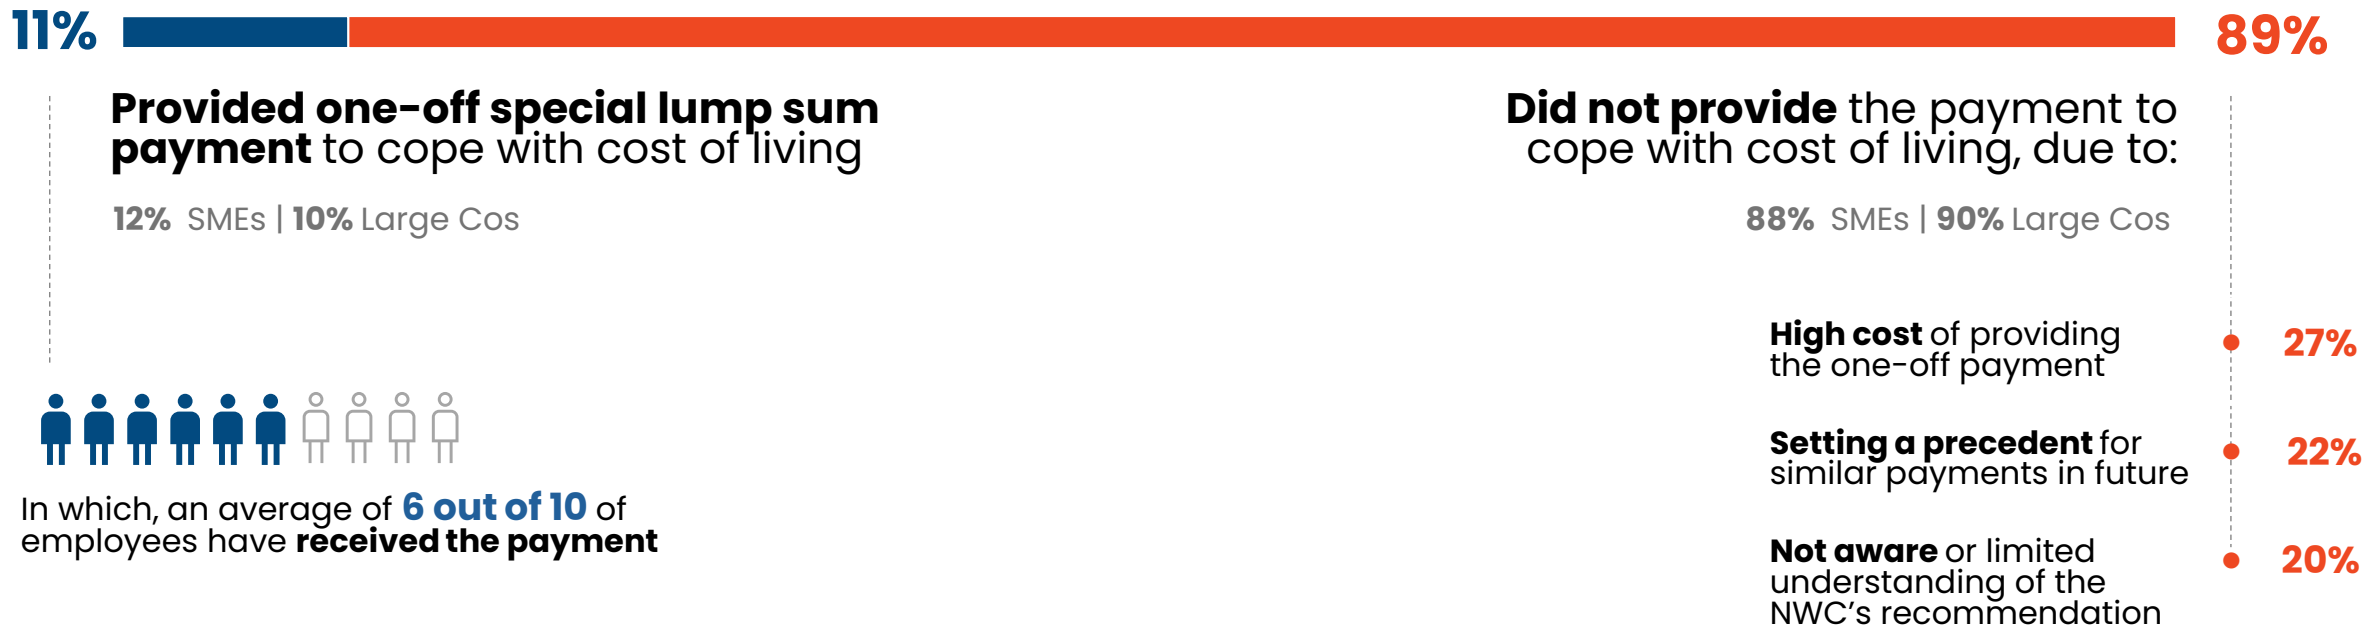 11%
89%
Provided one-off special lump sum
payment to cope with cost of living
12% SMEs | 10% Large Cos
In which, an average of 6 out of 10 of
employees have received the payment
Did not provide the payment to
cope with cost of living, due to:
88% SMEs | 90% Large Cos
High cost of providing
the one-off payment
27%
Setting a precedent for
similar payments in future
22%
Not aware or limited
understanding of the
NWC's recommendation
20%